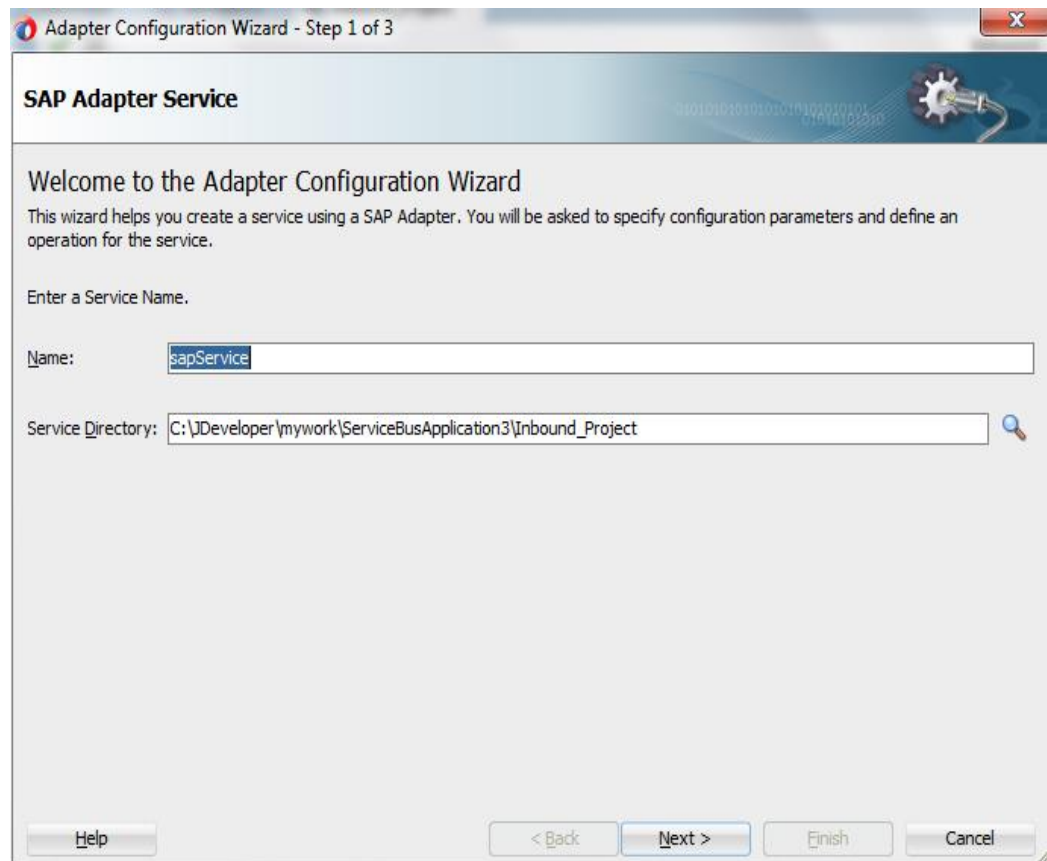 Adapter Configuration Wizard - Step 1 of 3
SAP Adapter Service
Welcome to the Adapter Configuration Wizard
This wizard helps you create a service using a SAP Adapter. You will be asked to specify configuration parameters and define an
operation for the service.
Enter a Service Name.
Name: sapService
Service Directory: C:\JDeveloper\mywork\ServiceBusApplication3\Inbound_Project
Help < Back Next > Finish Cancel